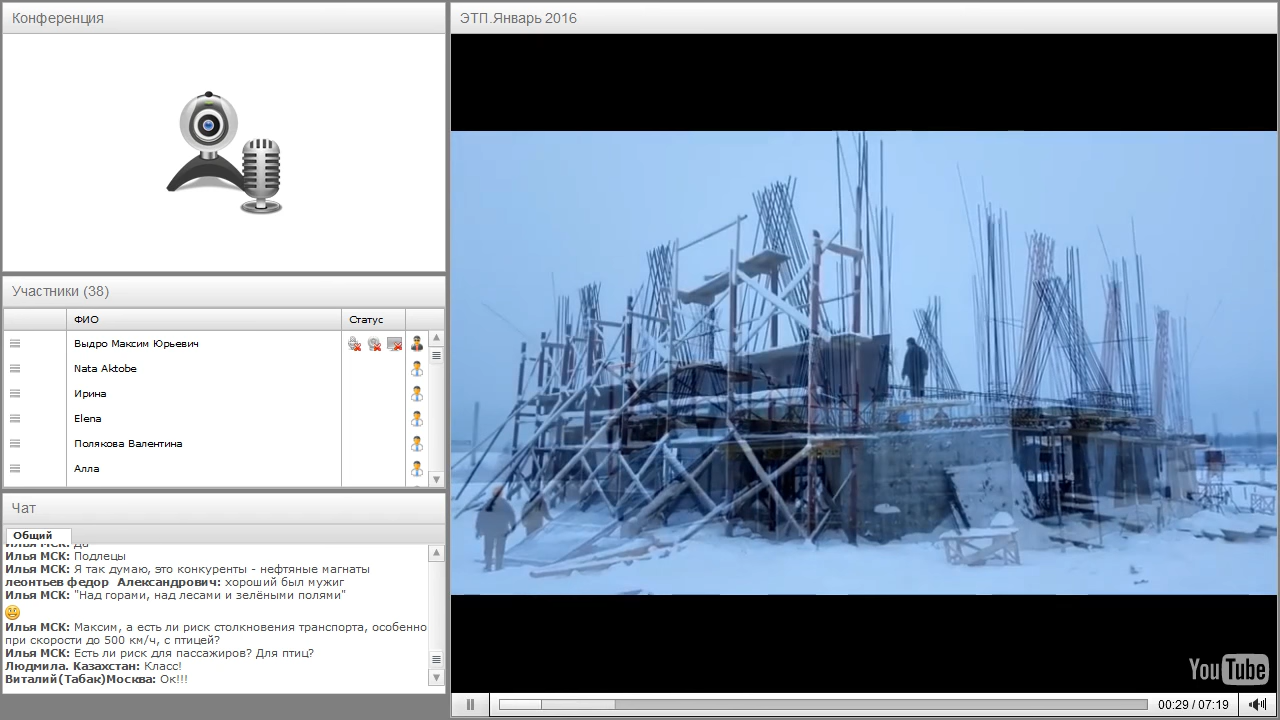 Конференция
ЭТП.Январь 2016
Участники (38)
ФИО
Статус
Выдро Максим Юрьевич
Nata Aktobe
Ирина
Elena
Полякова Валентина
Алла
Чат
Общий
Илья МСК: Да
Илья МСК: Подлецы
Илья МСК: Я так думаю, это конкуренты - нефтяные магнаты
леонтьев федор Александрович: хороший был мужиг
Илья МСК: "Над горами, над лесами и зелёными полями"
Илья МСК: Максим, а есть ли риск столкновения транспорта, особенно
при скорости до 500 км/ч, с птицей?
Илья МСК: Есть ли риск для пассажиров? Для птиц?
Людмила. Казахстан: Класс!
Виталий(Табак)Москва: Ок!!!
YouTube
00:29 / 07:19